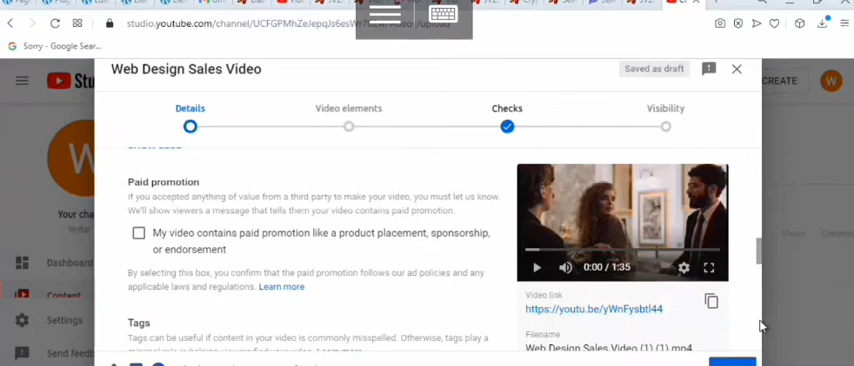 studio.youtube.com/channel/UCFGPMhZeJepqJs6es
Sorry - Google Sear...
Web Design Sales Video
Saved as draft
CREATE
W
Details
Video elements
Checks
Visibility
Paid promotion
If you accepted anything of value from a third party to make your video, you must let us know.
We'll show viewers a message that tells them your video contains paid promotion.
My video contains paid promotion like a product placement, sponsorship,
or endorsement
By selecting this box, you confirm that the paid promotion follows our ad policies and any
applicable laws and regulations. Learn more
Tags
Tags can be useful if content in your video is commonly misspelled. Otherwise, tags play a
0:00 / 1:35
Video link
https://youtu.be/yWnFysbtl44
Filename
Web Design Sales Video (1) (1).mp4
Your cha
Dashboard
Content
Settings
Send feedb
Views